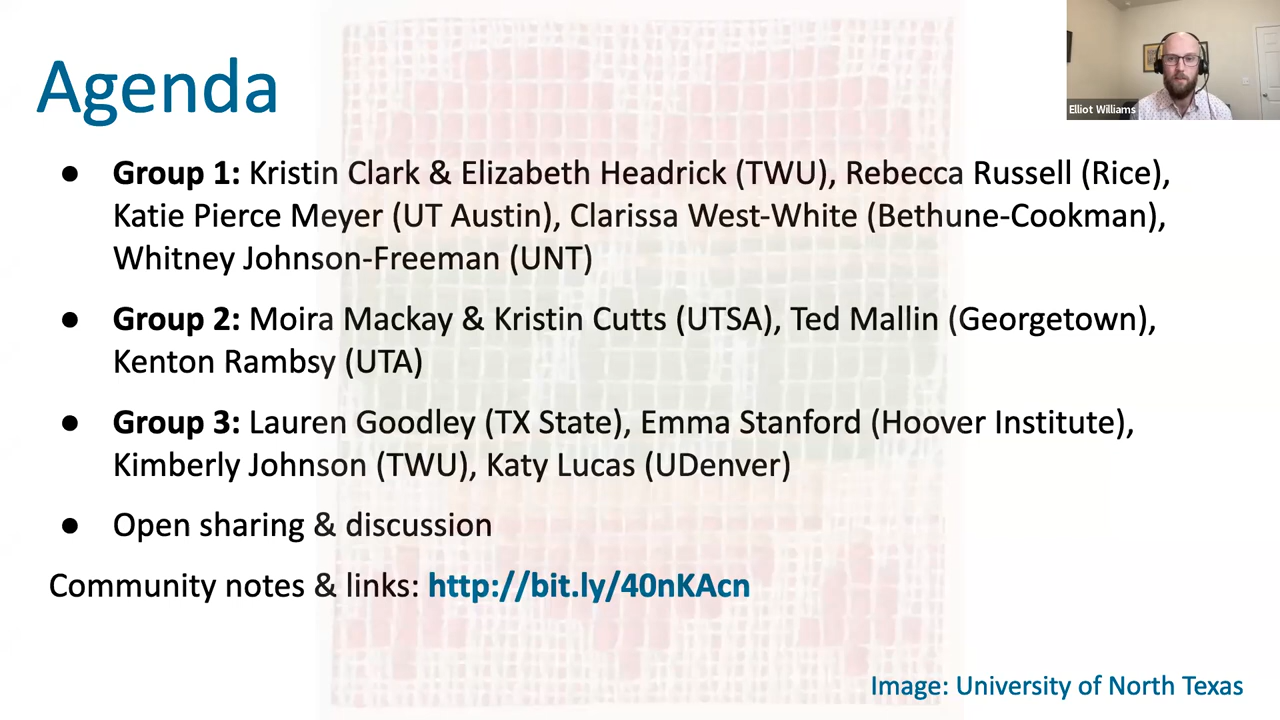 Agenda
Elliot Williams
● Group 1: Kristin Clark & Elizabeth Headrick (TWU), Rebecca Russell (Rice),
Katie Pierce Meyer (UT Austin), Clarissa West-White (Bethune-Cookman),
Whitney Johnson-Freeman (UNT)
● Group 2: Moira Mackay & Kristin Cutts (UTSA), Ted Mallin (Georgetown),
Kenton Rambsy (UTA)
● Group 3: Lauren Goodley (TX State), Emma Stanford (Hoover Institute),
Kimberly Johnson (TWU), Katy Lucas (UDenver)
● Open sharing & discussion
Community notes & links: http://bit.ly/40nKAcn
Image: University of North Texas